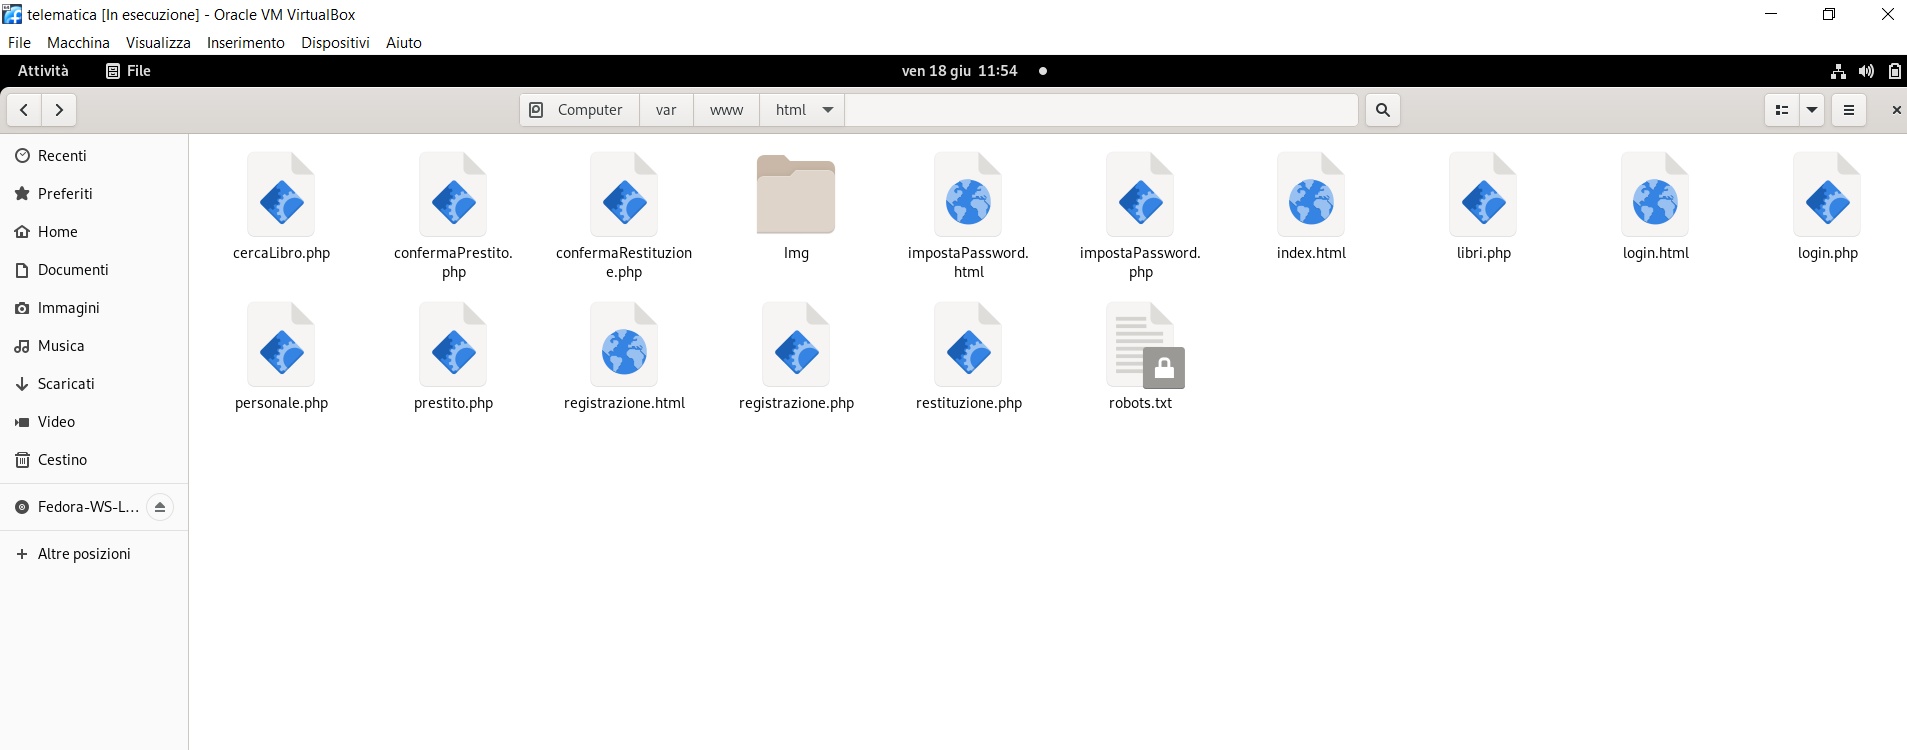 telematica [In esecuzione] - Oracle VM VirtualBox
File Macchina Visualizza Inserimento Dispositivi Aiuto
Attività File ven 18 giu 11:54
Computer var www html
Recenti
Preferiti
Home
Documenti
Immagini
Musica
Scaricati
Video
Cestino
Fedora-WS-L...
Altre posizioni
cercaLibro.php
confermaPrestito.
php
confermaRestituzion
e.php
Img
impostaPassword.
html
impostaPassword.
php
index.html
libri.php
login.html
login.php
personale.php
prestito.php
registrazione.html
registrazione.php
restituzione.php
robots.txt